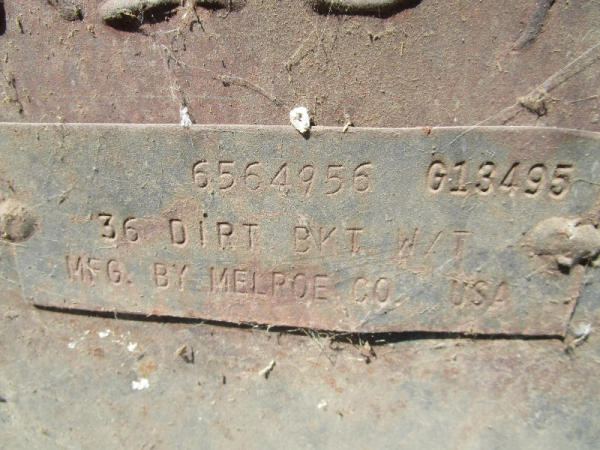 6564956 G13495
36 DIRT BKT W/T
MFG. BY MELROE CO. USA